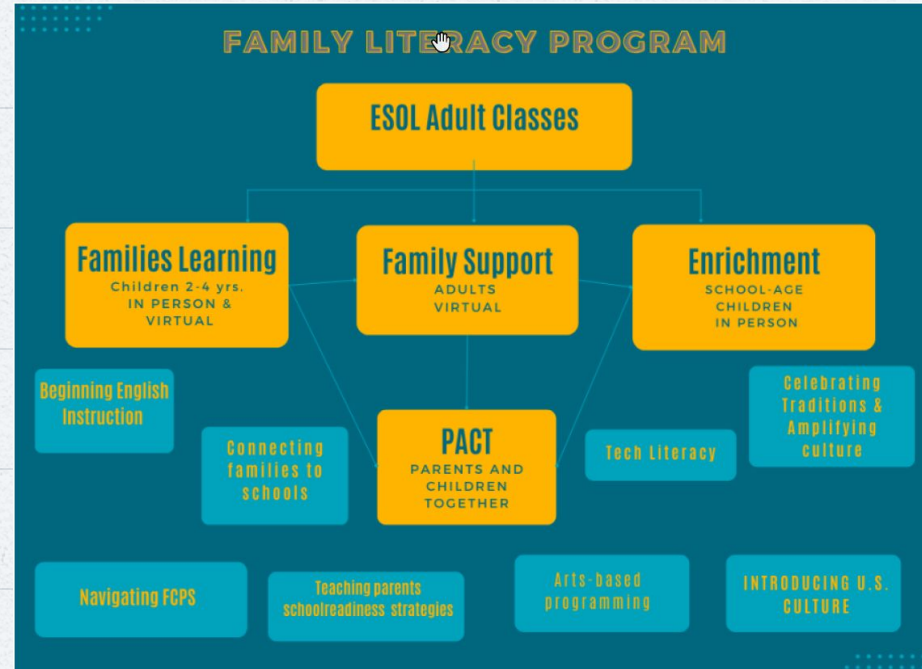 FAMILY LITERACY PROGRAM
ESOL Adult Classes
Families Learning
Children 2-4 yrs.
IN PERSON &
VIRTUAL
Family Support
ADULTS
VIRTUAL
Enrichment
SCHOOL-AGE
CHILDREN
IN PERSON
Beginning English
Instruction
Connecting
families to
schools
PACT
PARENTS AND
CHILDREN
TOGETHER
Tech Literacy
Celebrating
Traditions &
Amplifying
culture
Navigating FCPS
Teaching parents
schoolreadiness strategies
Arts-based
programming
INTRODUCING U.S.
CULTURE